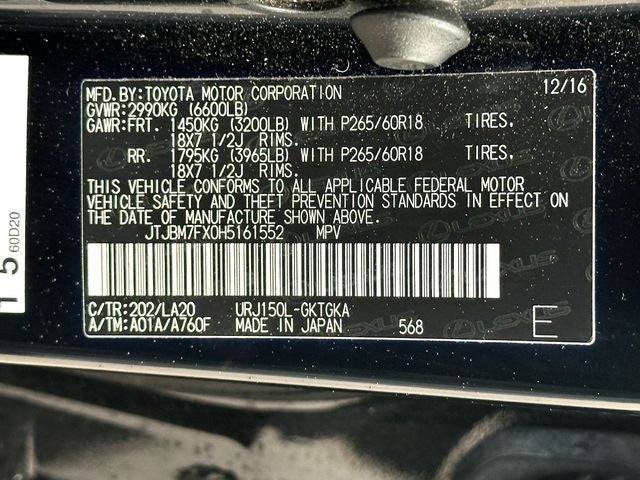 MFD.BY:TOYOTA MOTOR CORPORATION 12/16
GVWR:2990KG (6600LB)
GAWR:FRT. 1450KG (3200LB) WITH P265/60R18 TIRES,
18X7 1/2J RIMS.
RR. 1795KG (3965LB) WITH P265/60R18 TIRES,
18X7 1/2J RIMS.
THIS VEHICLE CONFORMS TO ALL APPLICABLE FEDERAL MOTOR
VEHICLE SAFETY AND THEFT PREVENTION STANDARDS IN EFFECT ON
THE DATE OF MANUFACTURE SHOWN ABOVE.
JTJBM7FX0H5161552 MPV
C/TR:202/LA20 URJ150L-GKTGKA
A/TM:A01A/A760F MADE IN JAPAN 568 E
LEXUS
60D20